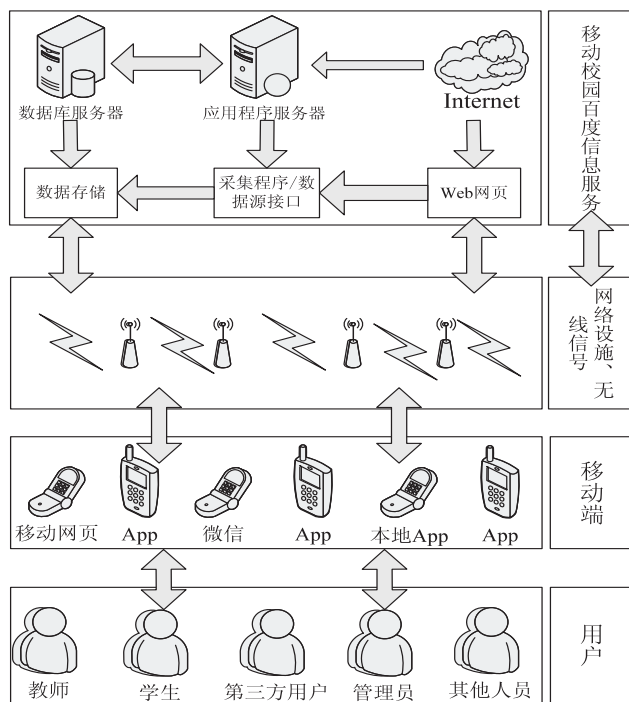 数据库服务器
应用程序服务器
Internet
数据存储
采集程序/数
据源接口
Web网页
移动校园百度信息服务
网络设施、无
线信号
移动网页
App
微信
App
本地App
App
移动端
教师
学生
第三方用户
管理员
其他人员
用户